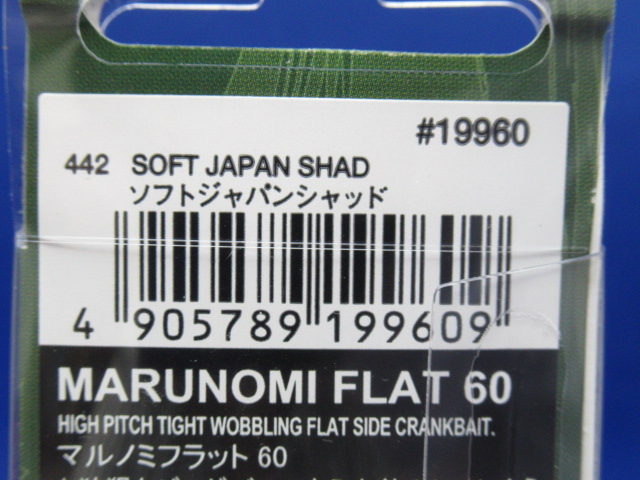 #19960
442 SOFT JAPAN SHAD
ソフトジャパンシャッド
4 905789 199609
MARUNOMI FLAT 60
HIGH PITCH TIGHT WOBBLING FLAT SIDE CRANKBAIT.
マルノミフラット 60